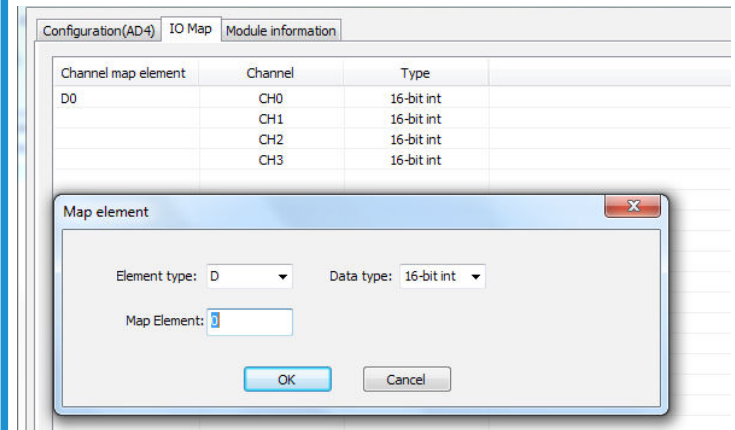 Configuration(AD4) IO Map Module information
Channel map element Channel Type
D0 CH0 16-bit int
CH1 16-bit int
CH2 16-bit int
CH3 16-bit int
Map element
Element type: D Data type: 16-bit int
Map Element: 0
OK Cancel